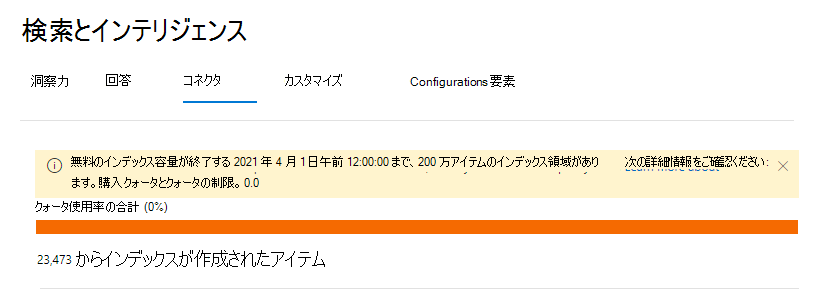 検索とインテリジェンス
洞察力 回答 コネクタ カスタマイズ Configurations 要素
無料のインデックス容量が終了する 2021 年 4 月 1 日午前 12:00:00 まで、200 万アイテムのインデックス領域があり 次の詳細情報をご確認ください:
ます。購入クォータとクォータの制限。0.0
クォータ使用率の合計 (0%)
23,473 からインデックスが作成されたアイテム